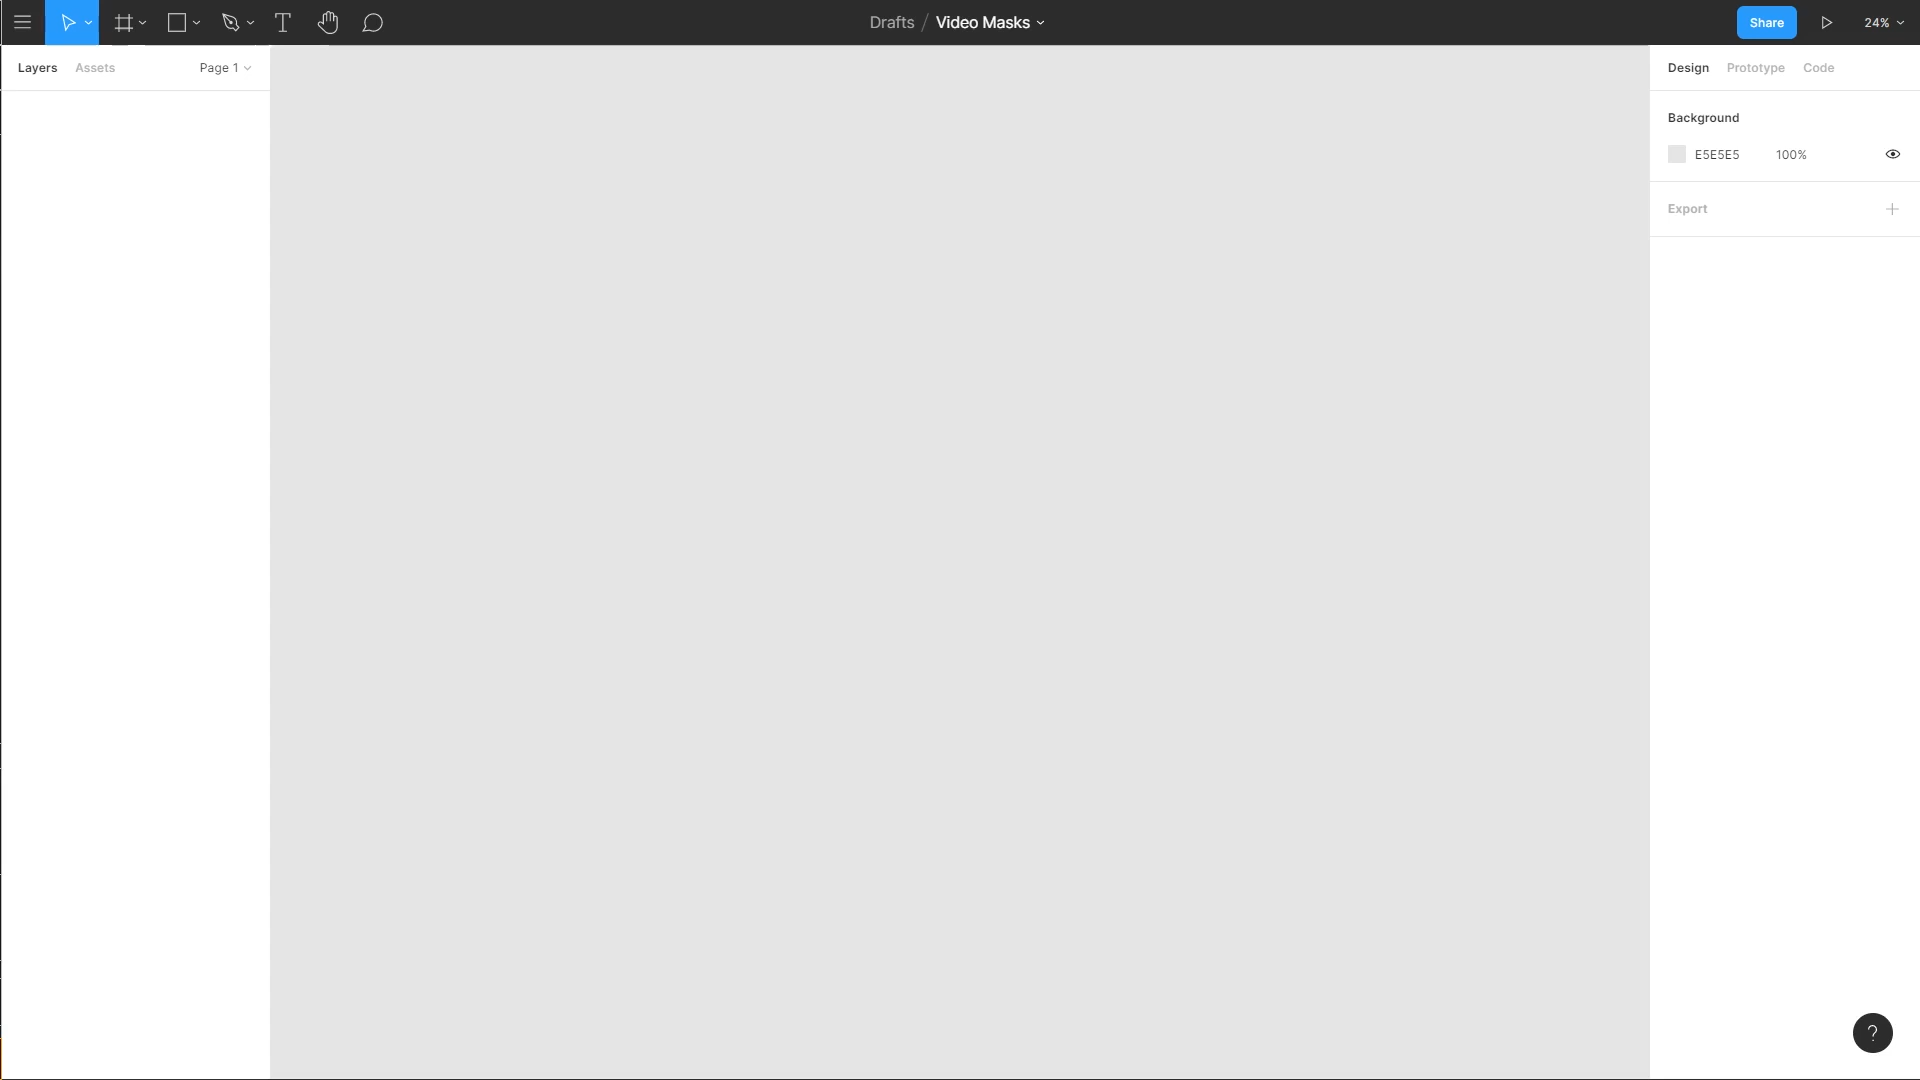 Drafts / Video Masks
Share
24%
Layers
Assets
Page 1
Design
Prototype
Code
Background
E5E5E5
100%
Export
?